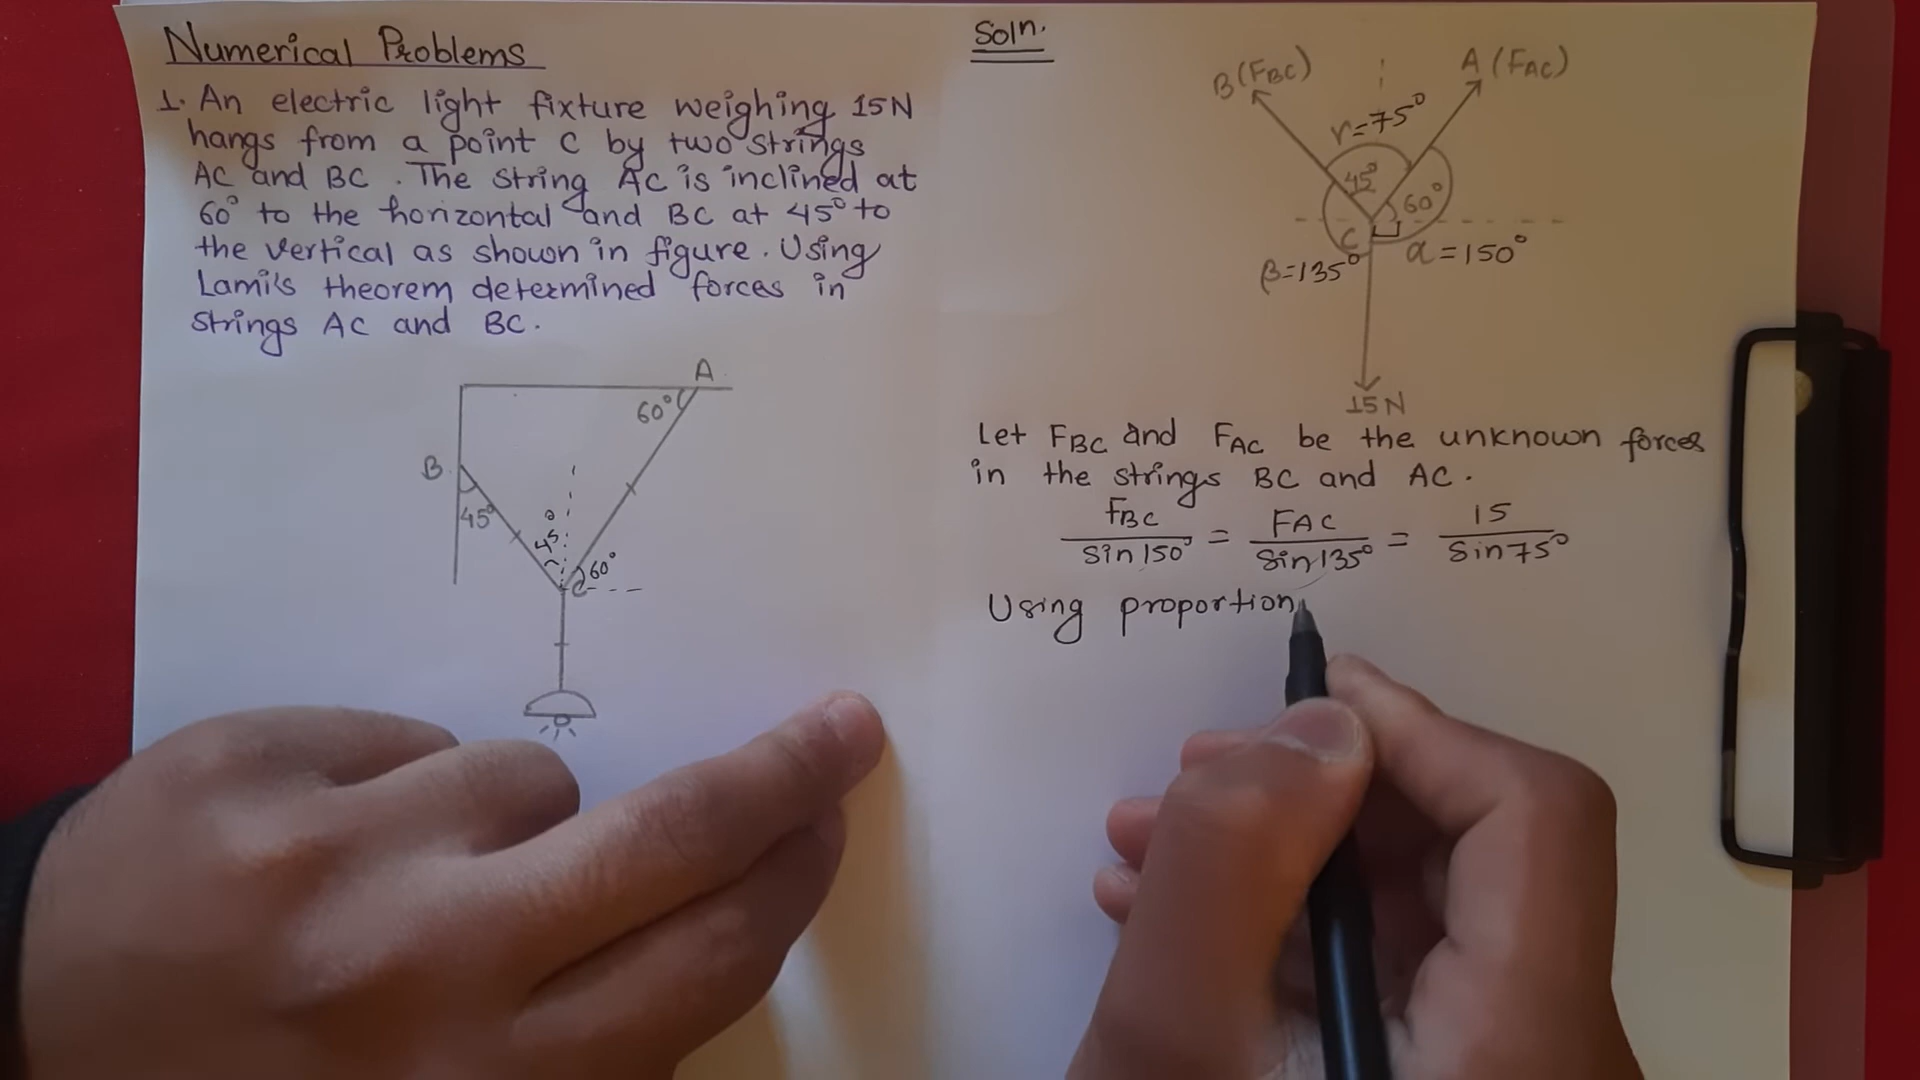 Numerical Problems
1. An electric light fixture weighing 15N
hangs from a point C by two strings
AC and BC . The string AC is inclined at
60° to the horizontal and BC at 45° to
the vertical as shown in figure. Using
Lami's theorem determined forces in
strings AC and BC.
A
60°
B
45°
45°
60°
C
Soln.
B (FBC)
A (FAC)
r=75°
45°
60°
C
β=135°
α=150°
15N
Let FBC and FAC be the unknown forces
in the strings BC and AC.
FBC/Sin150° = FAC/Sin135° = 15/Sin75°
Using proportion